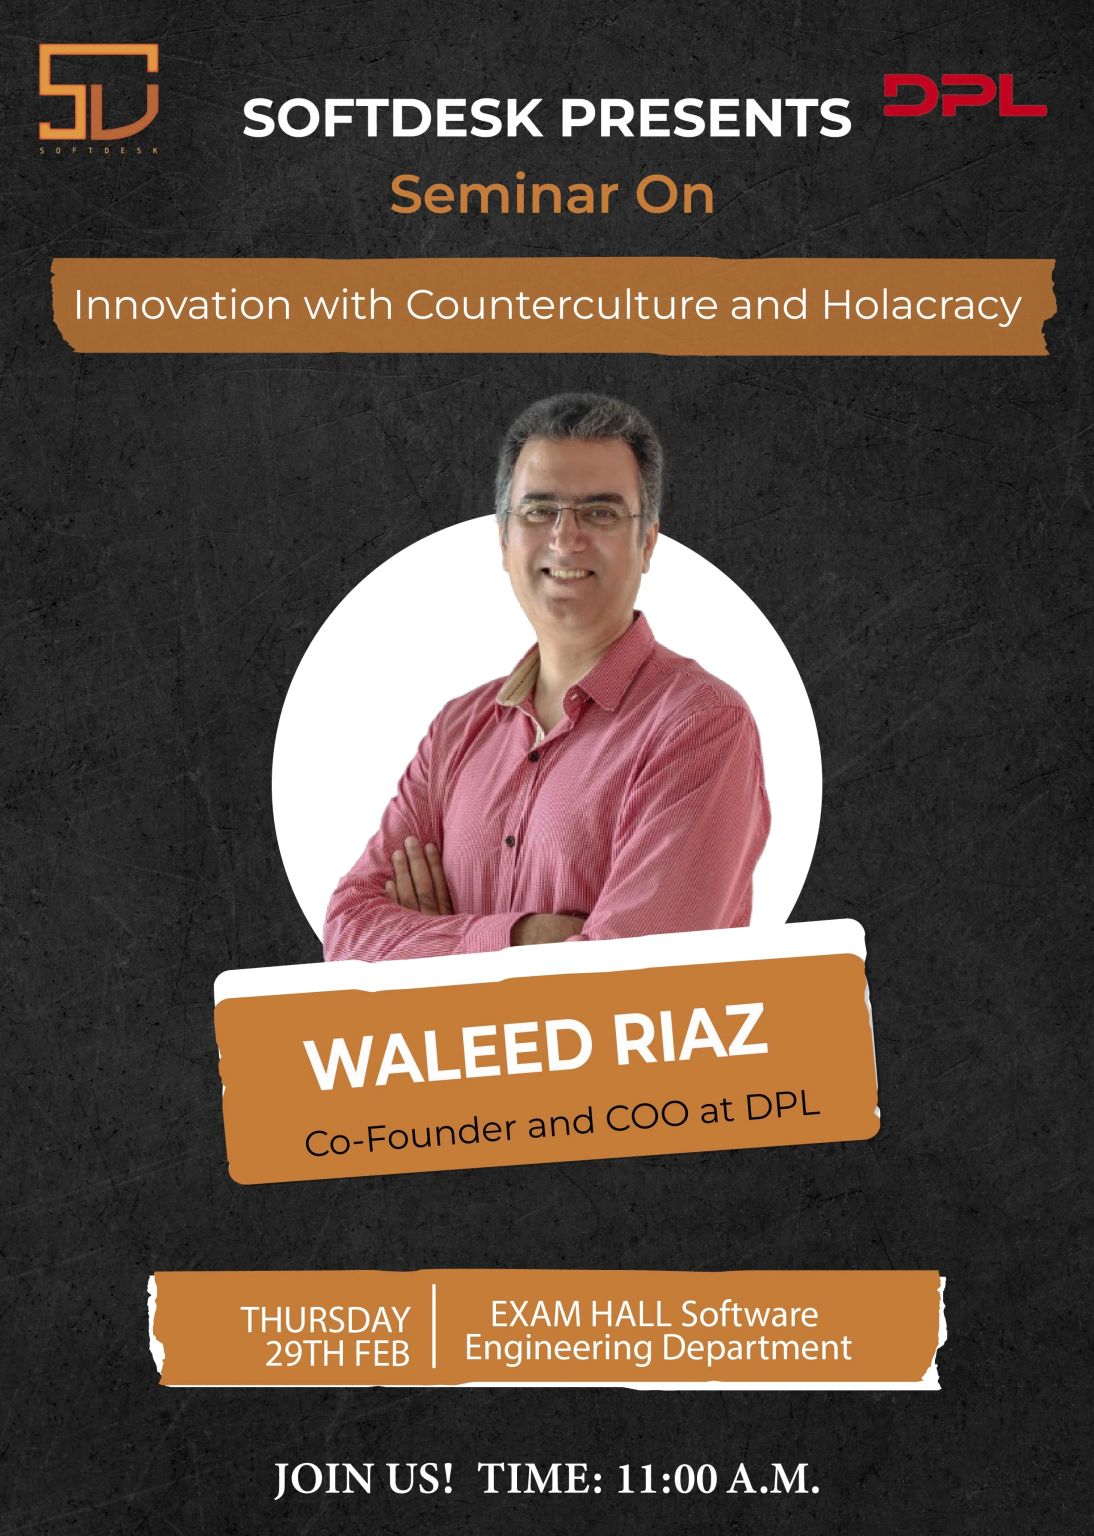 SOFTDESK
DPL
SOFTDESK PRESENTS
Seminar On
Innovation with Counterculture and Holacracy
WALEED RIAZ
Co-Founder and COO at DPL
THURSDAY
29TH FEB
EXAM HALL Software
Engineering Department
JOIN US! TIME: 11:00 A.M.